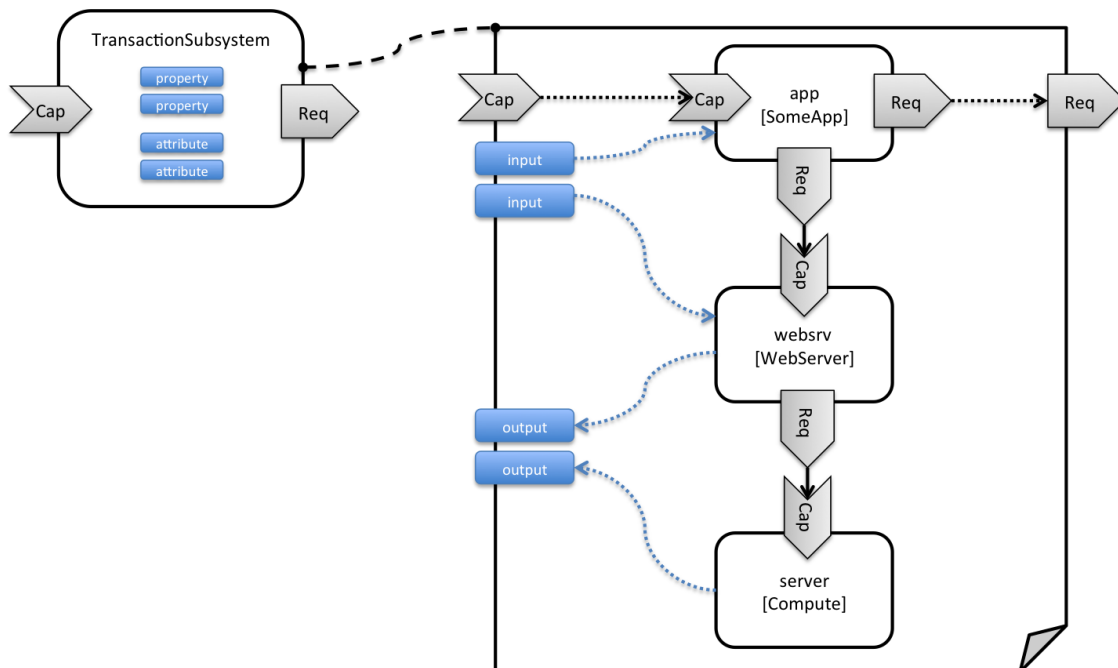 TransactionSubsystem
property
property
attribute
attribute
Cap
Req
Cap
Cap
app
[SomeApp]
Req
Req
input
input
Req
Cap
websrv
[WebServer]
output
output
Req
Cap
server
[Compute]